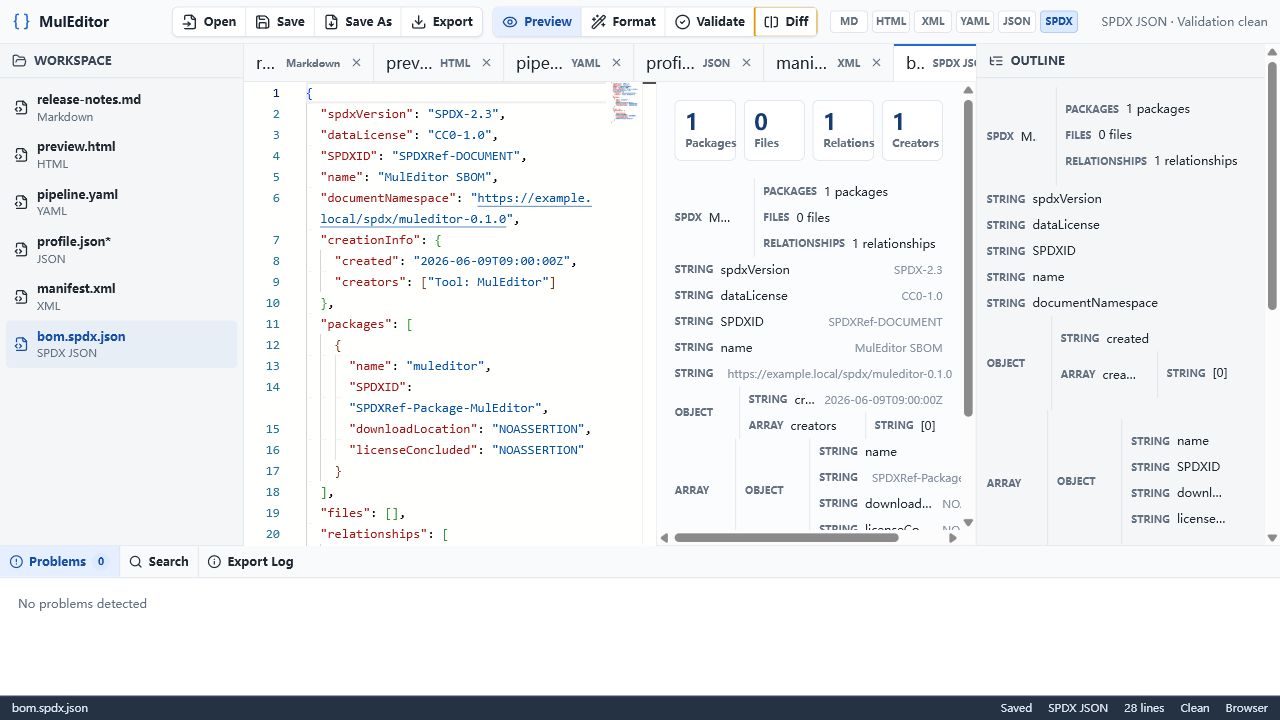 { } MulEditor
Open
Save
Save As
Export
Preview
Format
Validate
Diff
MD
HTML
XML
YAML
JSON
SPDX
SPDX JSON · Validation clean
WORKSPACE
release-notes.md
Markdown
preview.html
HTML
pipeline.yaml
YAML
profile.json*
JSON
manifest.xml
XML
bom.spdx.json
SPDX JSON
r... Markdown ×
prev... HTML ×
pipe... YAML ×
profi... JSON ×
mani... XML ×
b.. SPDX JSO
1 {
2 "spdxVersion": "SPDX-2.3",
3 "dataLicense": "CC0-1.0",
4 "SPDXID": "SPDXRef-DOCUMENT",
5 "name": "MulEditor SBOM",
6 "documentNamespace": "https://example.
local/spdx/muleditor-0.1.0",
7 "creationInfo": {
8 "created": "2026-06-09T09:00:00Z",
9 "creators": ["Tool: MulEditor"]
10 },
11 "packages": [
12 {
13 "name": "muleditor",
14 "SPDXID":
"SPDXRef-Package-MulEditor",
15 "downloadLocation": "NOASSERTION",
16 "licenseConcluded": "NOASSERTION"
17 }
18 ],
19 "files": [],
20 "relationships": [
1 Packages
0 Files
1 Relations
1 Creators
SPDX M...
PACKAGES 1 packages
FILES 0 files
RELATIONSHIPS 1 relationships
STRING spdxVersion SPDX-2.3
STRING dataLicense CC0-1.0
STRING SPDXID SPDXRef-DOCUMENT
STRING name MulEditor SBOM
STRING https://example.local/spdx/muleditor-0.1.0
OBJECT
STRING cr... 2026-06-09T09:00:00Z
ARRAY creators STRING [0]
ARRAY OBJECT
STRING name
STRING SPDXRef-Package
STRING download... NO
STRING licenseCo... NO
OUTLINE
SPDX M.
PACKAGES 1 packages
FILES 0 files
RELATIONSHIPS 1 relationships
STRING spdxVersion
STRING dataLicense
STRING SPDXID
STRING name
STRING documentNamespace
OBJECT
STRING created
ARRAY crea... STRING [0]
ARRAY OBJECT
STRING name
STRING SPDXID
STRING downl...
STRING license...
Problems 0
Search
Export Log
No problems detected
bom.spdx.json
Saved
SPDX JSON
28 lines
Clean
Browser